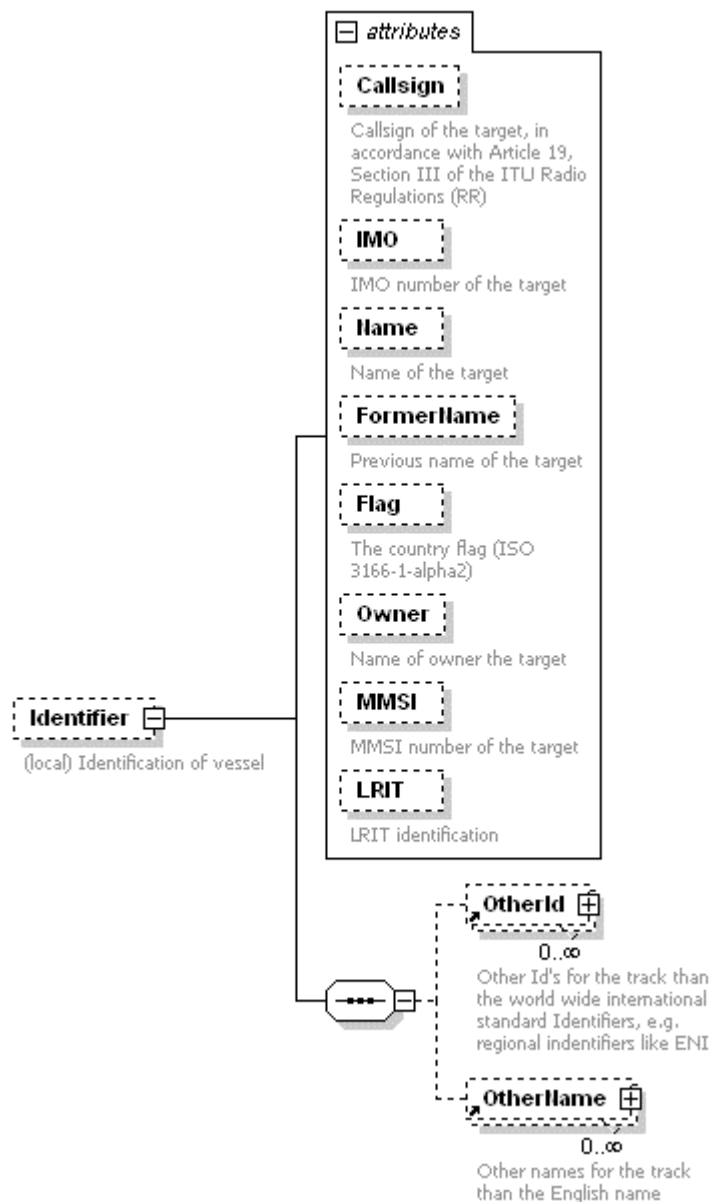 attributes
Callsign
Callsign of the target, in
accordance with Article 19,
Section III of the ITU Radio
Regulations (RR)
IMO
IMO number of the target
Name
Name of the target
FormerName
Previous name of the target
Flag
The country flag (ISO
3166-1-alpha2)
Owner
Name of owner the target
MMSI
MMSI number of the target
LRIT
LRIT identification
Identifier
(local) Identification of vessel
OtherId
0..∞
Other Id's for the track than
the world wide international
standard Identifiers, e.g.
regional indentifiers like ENI
OtherName
0..∞
Other names for the track
than the English name